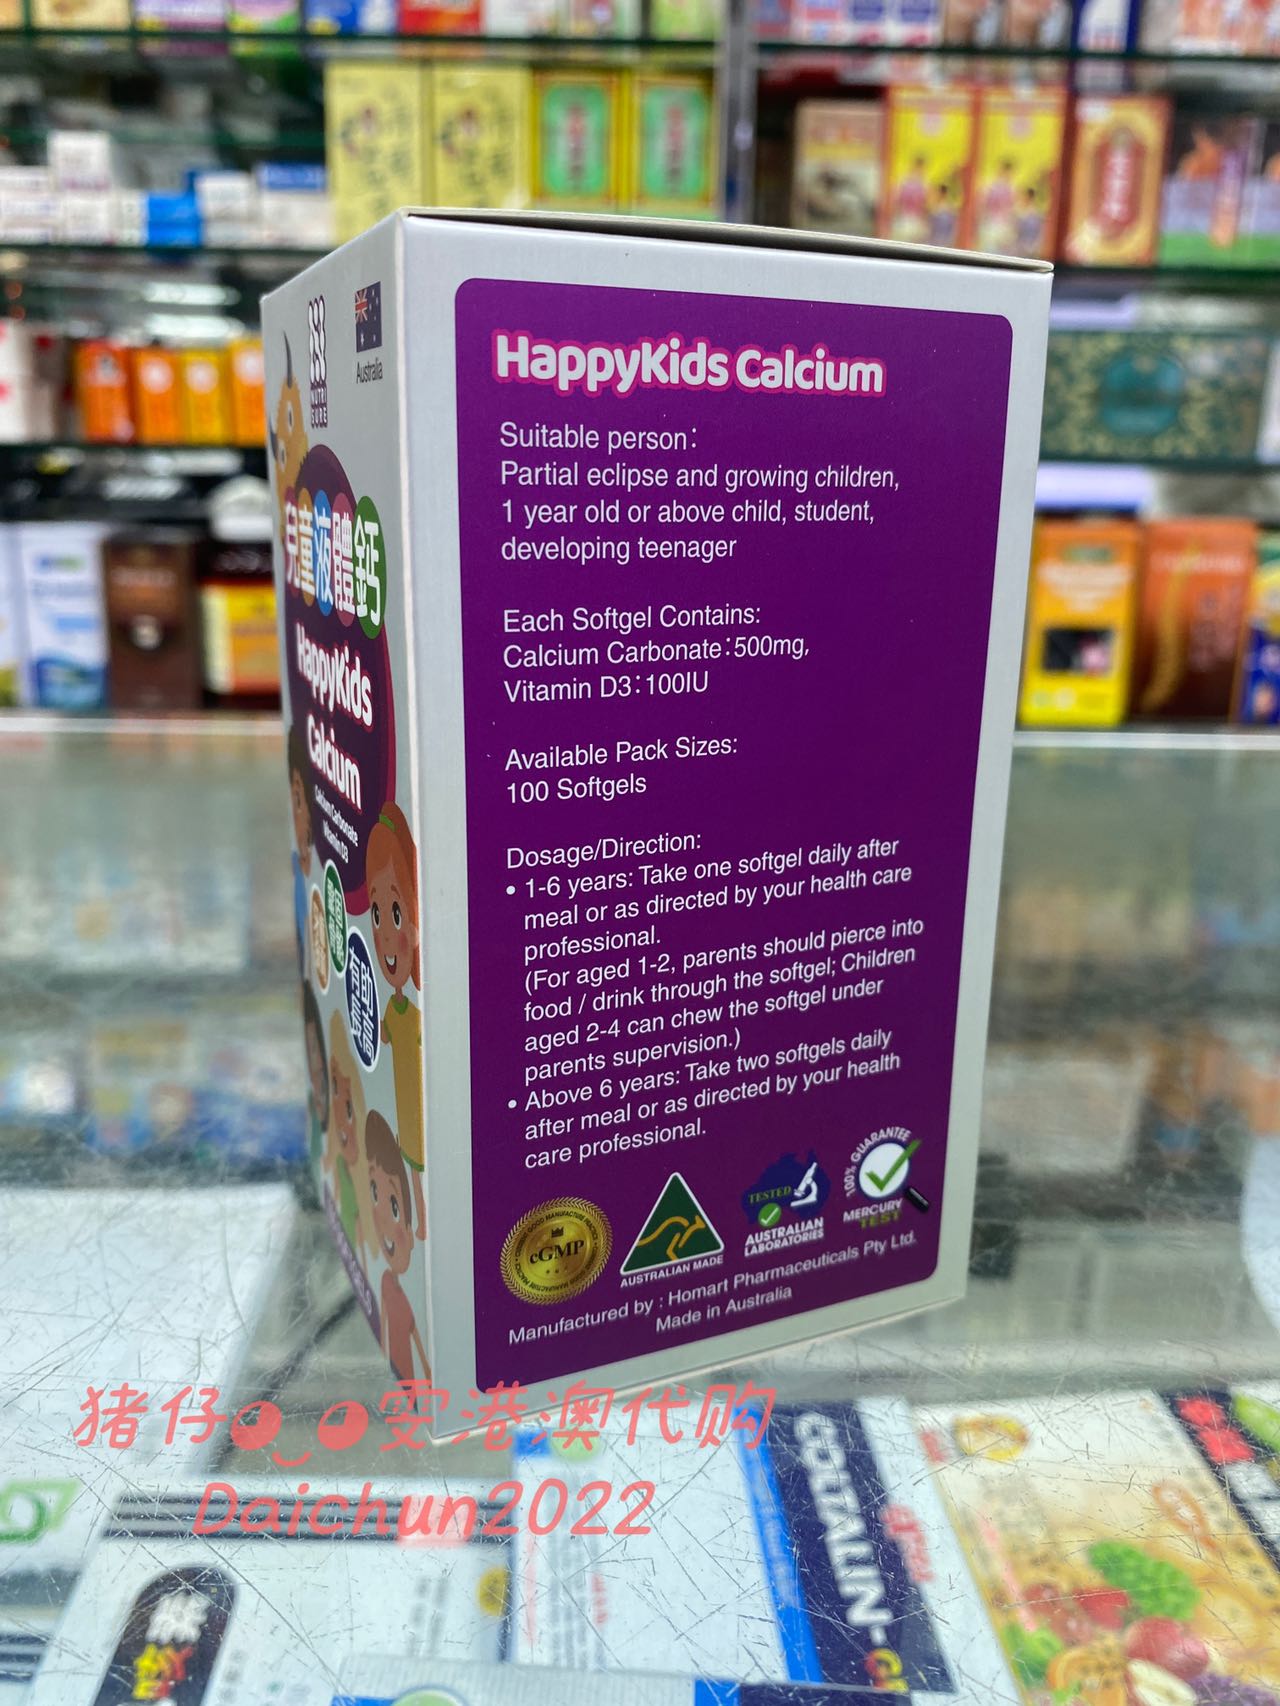 NUTRI
SURE
Australia
兒童液體鈣
HappyKids
Calcium
Calcium Carbonate
Vitamin D3
HappyKids Calcium
Suitable person:
Partial eclipse and growing children,
1 year old or above child, student,
developing teenager
Each Softgel Contains:
Calcium Carbonate:500mg,
Vitamin D3:100IU
Available Pack Sizes:
100 Softgels
Dosage/Direction:
• 1-6 years: Take one softgel daily after
meal or as directed by your health care
professional.
(For aged 1-2, parents should pierce into
food / drink through the softgel; Children
aged 2-4 can chew the softgel under
parents supervision.)
• Above 6 years: Take two softgels daily
after meal or as directed by your health
care professional.
cGMP
AUSTRALIAN MADE
TESTED
AUSTRALIAN
LABORATORIES
100% GUARANTEE
MERCURY
TEST
Manufactured by : Homart Pharmaceuticals Pty Ltd.
Made in Australia
猪仔雯港澳代购
Daichun2022